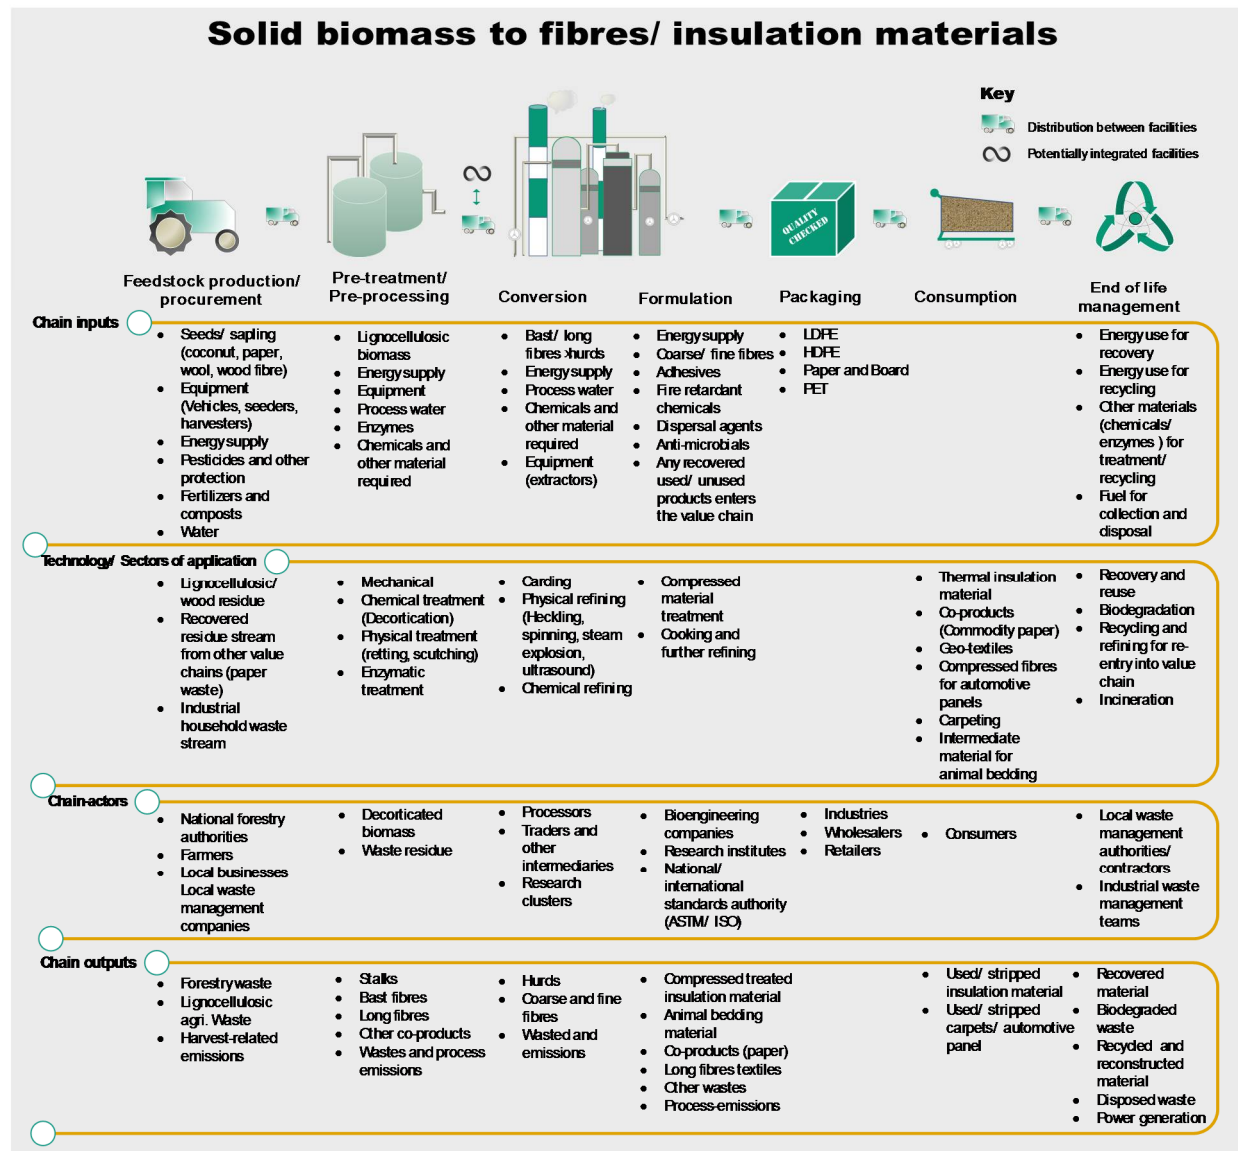 Solid biomass to fibres/ insulation materials
Key
Distribution between facilities
Potentially integrated facilities
QUALITY
CHECKED
Feedstock production/
procurement
Pre-treatment/
Pre-processing
Conversion
Formulation
Packaging
Consumption
End of life
management
Chain inputs
• Seeds/ sapling
(coconut, paper,
wool, wood fibre)
• Equipment
(Vehicles, seeders,
harvesters)
• Energy supply
• Pesticides and other
protection
• Fertilizers and
composts
• Water
• Lignocellulosic
biomass
• Energy supply
• Equipment
• Process water
• Enzymes
• Chemicals and
other material
required
• Bast/ long
fibres >hurds
• Energy supply
• Process water
• Chemicals and
other material
required
• Equipment
(extractors)
• Energy supply
• Coarse/ fine fibres
• Adhesives
• Fire retardant
chemicals
• Dispersal agents
• Anti-microbials
• Any recovered
used/ unused
products enters
the value chain
• LDPE
• HDPE
• Paper and Board
• PET
• Energy use for
recovery
• Energy use for
recycling
• Other materials
(chemicals/
enzymes ) for
treatment/
recycling
• Fuel for
collection and
disposal
Technology/ Sectors of application
• Lignocellulosic/
wood residue
• Recovered
residue stream
from other value
chains (paper
waste)
• Industrial
household waste
stream
• Mechanical
• Chemical treatment
(Decortication)
• Physical treatment
(retting, scutching)
• Enzymatic
treatment
• Carding
• Physical refining
(Heckling,
spinning, steam
explosion,
ultrasound)
• Chemical refining
• Compressed
material
treatment
• Cooking and
further refining
• Thermal insulation
material
• Co-products
(Commodity paper)
• Geo-textiles
• Compressed fibres
for automotive
panels
• Carpeting
• Intermediate
material for
animal bedding
• Recovery and
reuse
• Biodegradation
• Recycling and
refining for re-
entry into value
chain
• Incineration
Chain-actors
• National forestry
authorities
• Farmers
• Local businesses
Local waste
management
companies
• Decorticated
biomass
• Waste residue
• Processors
• Traders and
other
intermediaries
• Research
clusters
• Bioengineering
companies
• Research institutes
• National/
international
standards authority
(ASTM/ ISO)
• Industries
• Wholesalers
• Retailers
• Consumers
• Local waste
management
authorities/
contractors
• Industrial waste
management
teams
Chain outputs
• Forestry waste
• Lignocellulosic
agri. Waste
• Harvest-related
emissions
• Stalks
• Bast fibres
• Long fibres
• Other co-products
• Wastes and process
emissions
• Hurds
• Coarse and fine
fibres
• Wasted and
emissions
• Compressed treated
insulation material
• Animal bedding
material
• Co-products (paper)
• Long fibres textiles
• Other wastes
• Process-emissions
• Used/ stripped
insulation material
• Used/ stripped
carpets/ automotive
panel
• Recovered
material
• Biodegraded
waste
• Recycled and
reconstructed
material
• Disposed waste
• Power generation